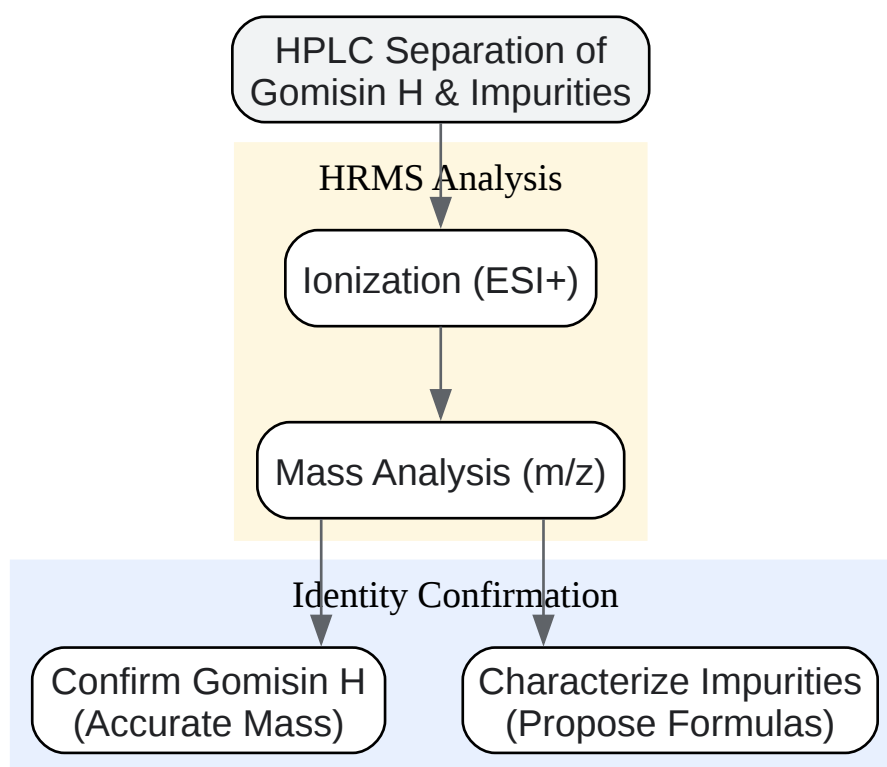 HPLC Separation of
Gomisin H & Impurities
HRMS Analysis
Ionization (ESI+)
Mass Analysis (m/z)
Identity Confirmation
Confirm Gomisin H
(Accurate Mass)
Characterize Impurities
(Propose Formulas)